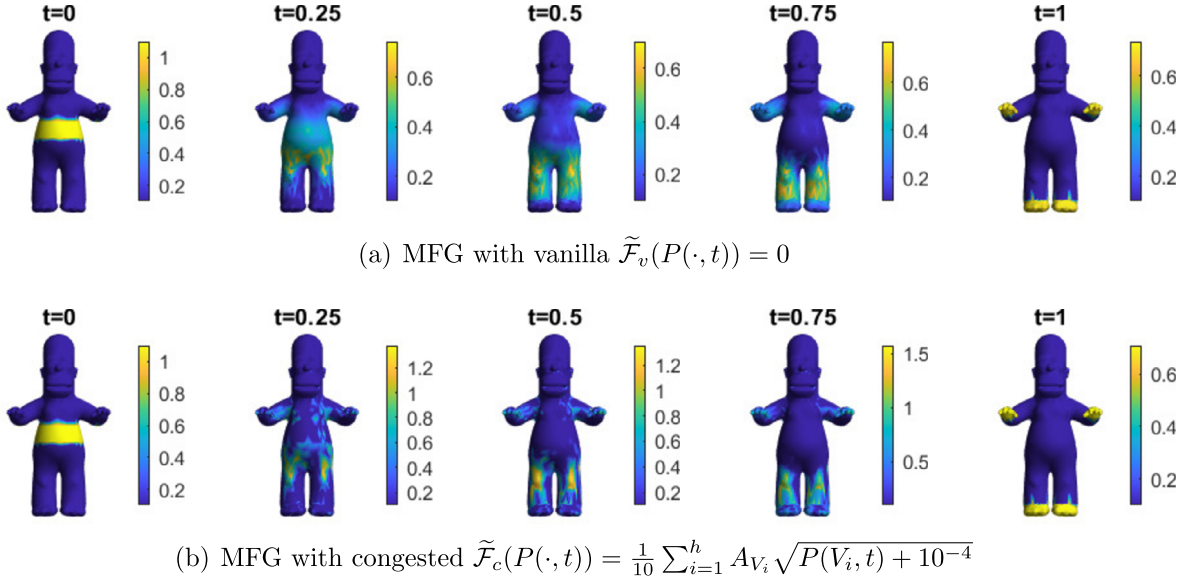 t=0 t=0.25 t=0.5 t=0.75 t=1
1 0.8 0.6 0.4 0.2
0.6 0.4 0.2
0.6 0.4 0.2
0.6 0.4 0.2
0.6 0.4 0.2
(a) MFG with vanilla $\widetilde{\mathcal{F}}_v(P(\cdot,t)) = 0$
t=0 t=0.25 t=0.5 t=0.75 t=1
1 0.8 0.6 0.4 0.2
1.2 1 0.8 0.6 0.4 0.2
1.2 1 0.8 0.6 0.4 0.2
1.5 1 0.5
0.6 0.4 0.2
(b) MFG with congested $\widetilde{\mathcal{F}}_c(P(\cdot,t)) = \frac{1}{10} \sum_{i=1}^{h} A_{V_i} \sqrt{P(V_i,t) + 10^{-4}}$